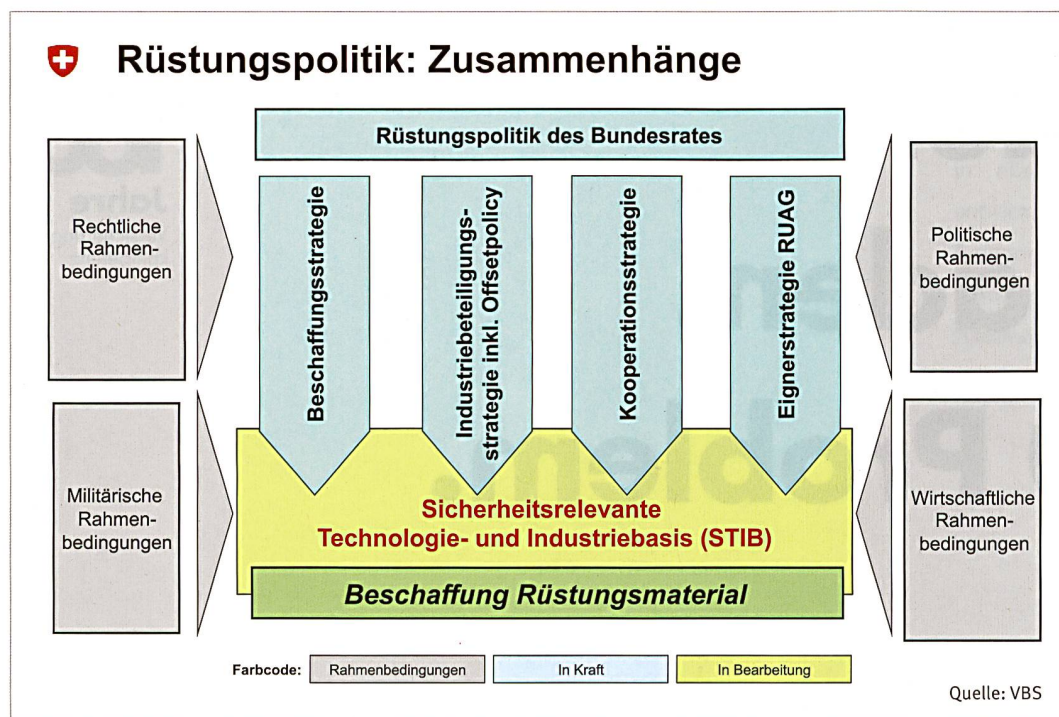 Rüstungspolitik: Zusammenhänge
Rüstungspolitik des Bundesrates
Rechtliche
Rahmen-
bedingungen
Beschaffungsstrategie
Industriebeteiligungs-
strategie inkl. Offsetpolicy
Kooperationsstrategie
Eignerstrategie RUAG
Politische
Rahmen-
bedingungen
Militärische
Rahmen-
bedingungen
Sicherheitsrelevante
Technologie- und Industriebasis (STIB)
Wirtschaftliche
Rahmen-
bedingungen
Beschaffung Rüstungsmaterial
Farbcode:
Rahmenbedingungen
In Kraft
In Bearbeitung
Quelle: VBS
Jahre
Problem.